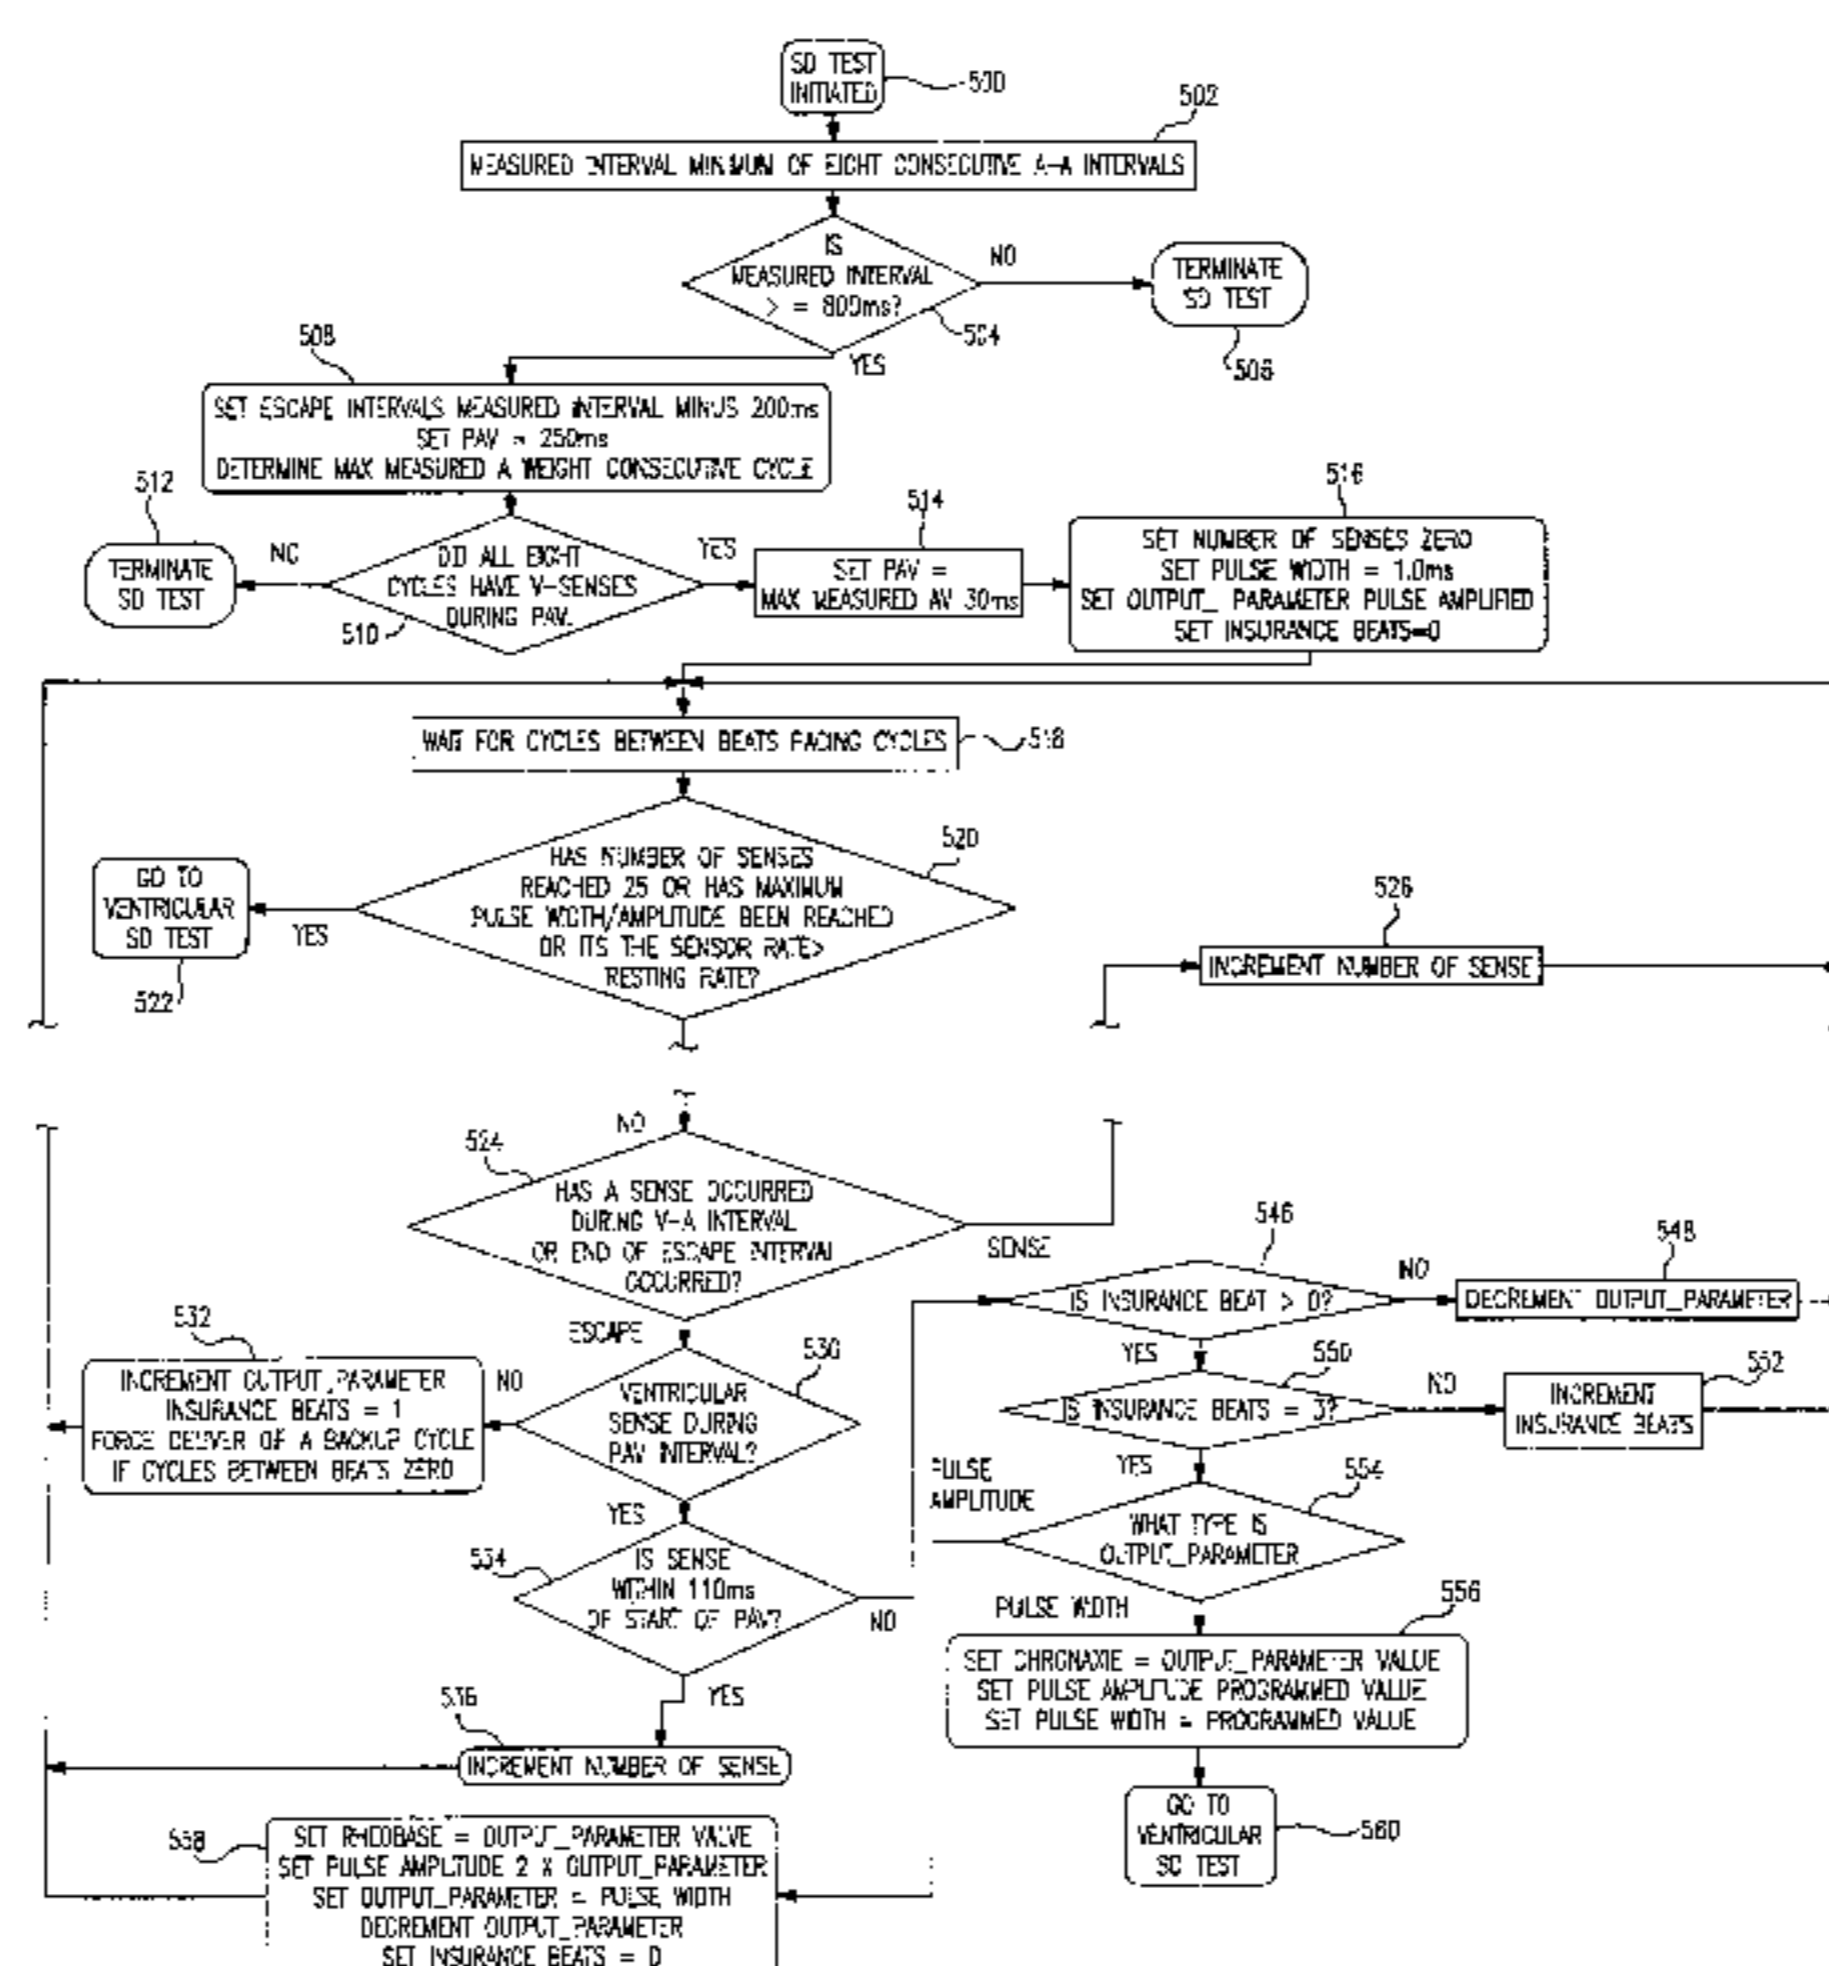 SD TEST
INITIATED
500
502
MEASURED INTERVAL MINIMUM OF EIGHT CONSECUTIVE A-A INTERVALS
IS
MEASURED INTERVAL
> = 800ms?
NO
TERMINATE
SD TEST
504
506
YES
508
SET ESCAPE INTERVALS MEASURED INTERVAL MINUS 200ms
SET PAV = 250ms
DETERMINE MAX MEASURED A WEIGHT CONSECUTIVE CYCLE
512
TERMINATE
SD TEST
NO
DID ALL EIGHT
CYCLES HAVE V-SENSES
DURING PAV.
510
YES
514
SET PAV =
MAX MEASURED AV 30ms
516
SET NUMBER OF SENSES ZERO
SET PULSE WIDTH = 1.0ms
SET OUTPUT_ PARAMETER PULSE AMPLIFIED
SET INSURANCE BEATS=0
WAIT FOR CYCLES BETWEEN BEATS PACING CYCLES
518
520
HAS NUMBER OF SENSES
REACHED 25 OR HAS MAXIMUM
PULSE WIDTH/AMPLITUDE BEEN REACHED
OR ITS THE SENSOR RATE>
RESTING RATE?
GO TO
VENTRICULAR
SD TEST
YES
522
526
INCREMENT NUMBER OF SENSE
NO
524
HAS A SENSE OCCURRED
DURING V-A INTERVAL
OR END OF ESCAPE INTERVAL
OCCURRED?
SENSE
546
IS INSURANCE BEAT > 0?
NO
548
DECREMENT OUTPUT_PARAMETER
532
ESCAPE
INCREMENT OUTPUT_PARAMETER
INSURANCE BEATS = 1
FORCE DELIVER OF A BACKUP CYCLE
IF CYCLES BETWEEN BEATS ZERO
NO
530
VENTRICULAR
SENSE DURING
PAV INTERVAL?
YES
550
IS INSURANCE BEATS = 3?
NO
552
INCREMENT
INSURANCE BEATS
YES
534
IS SENSE
WITHIN 110ms
OF START OF PAV?
NO
YES
PULSE
AMPLITUDE
554
WHAT TYPE IS
OUTPUT_PARAMETER
PULSE WIDTH
556
SET CHRONAXIE = OUTPUT_PARAMETER VALUE
SET PULSE AMPLITUDE PROGRAMMED VALUE
SET PULSE WIDTH = PROGRAMMED VALUE
YES
536
INCREMENT NUMBER OF SENSE
GO TO
VENTRICULAR
SD TEST
560
558
SET RHEOBASE = OUTPUT_PARAMETER VALVE
SET PULSE AMPLITUDE 2 X OUTPUT_PARAMETER
SET OUTPUT_PARAMETER = PULSE WIDTH
DECREMENT OUTPUT_PARAMETER
SET INSURANCE BEATS = 0